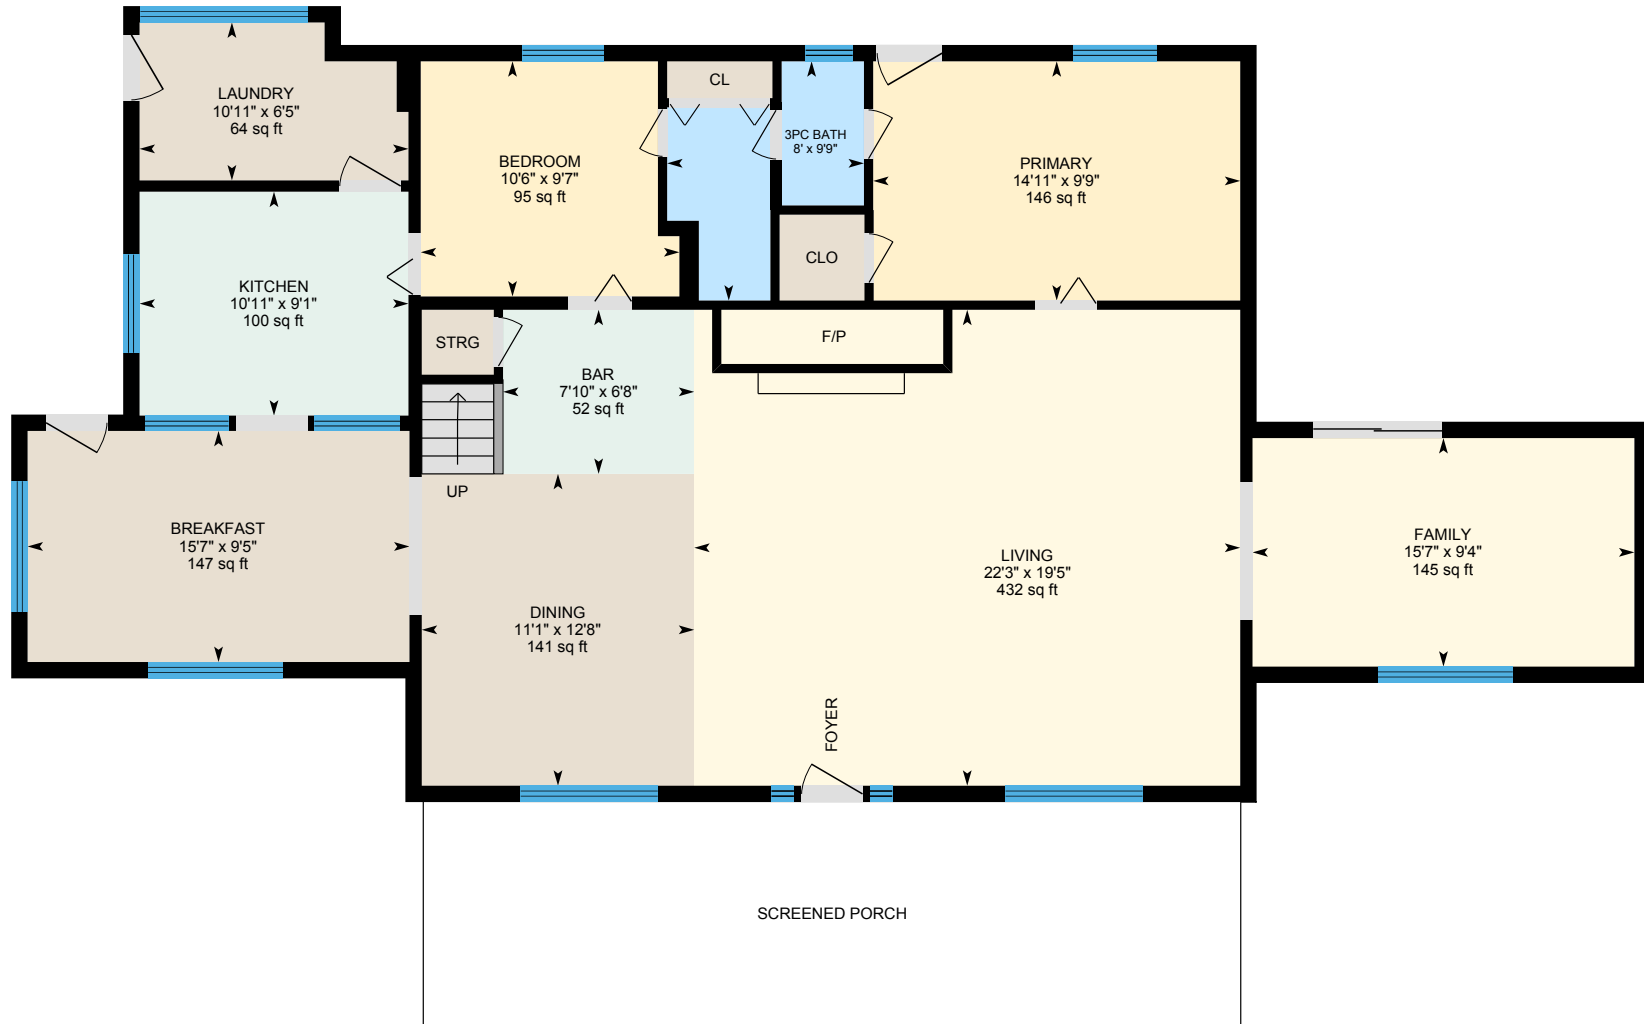 LAUNDRY
10'11" x 6'5"
64 sq ft
CL
3PC BATH
8' x 9'9"
BEDROOM
10'6" x 9'7"
95 sq ft
PRIMARY
14'11" x 9'9"
146 sq ft
CLO
KITCHEN
10'11" x 9'1"
100 sq ft
STRG
F/P
BAR
7'10" x 6'8"
52 sq ft
UP
BREAKFAST
15'7" x 9'5"
147 sq ft
LIVING
22'3" x 19'5"
432 sq ft
FAMILY
15'7" x 9'4"
145 sq ft
DINING
11'1" x 12'8"
141 sq ft
FOYER
SCREENED PORCH